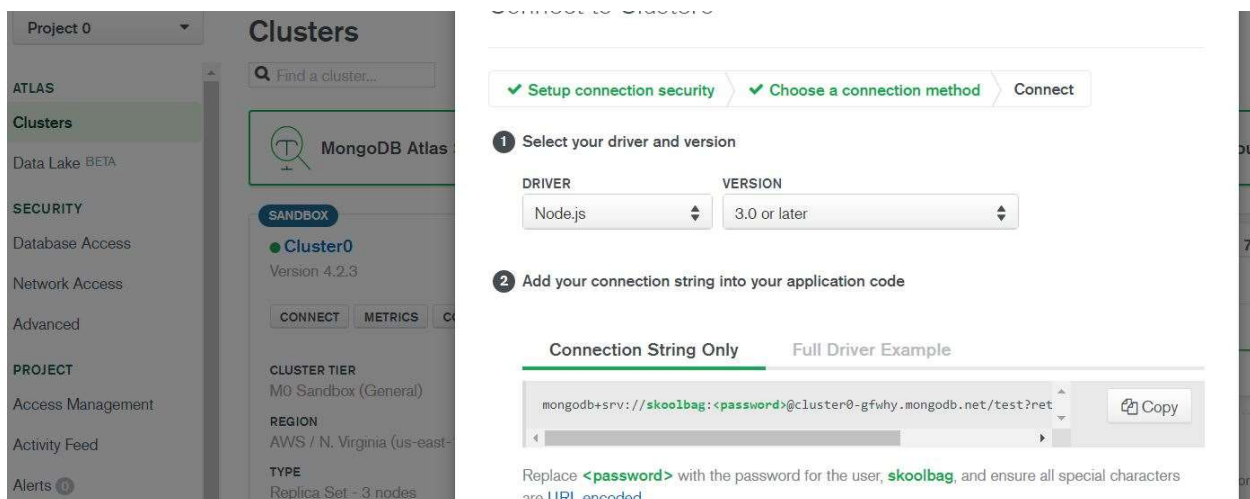 Project 0
ATLAS
Clusters
Data Lake BETA
SECURITY
Database Access
Network Access
Advanced
PROJECT
Access Management
Activity Feed
Alerts 0
Clusters
Find a cluster...
MongoDB Atlas
SANDBOX
Cluster0
Version 4.2.3
CONNECT METRICS
CLUSTER TIER
M0 Sandbox (General)
REGION
AWS / N. Virginia (us-east-
TYPE
Replica Set - 3 nodes
Connect to Clusters
Setup connection security
Choose a connection method
Connect
1 Select your driver and version
DRIVER VERSION
Node.js 3.0 or later
2 Add your connection string into your application code
Connection String Only Full Driver Example
mongodb+srv://skoolbag:<password>@cluster0-gfwhy.mongodb.net/test?ret
Copy
Replace <password> with the password for the user, skoolbag, and ensure all special characters
are URL encoded